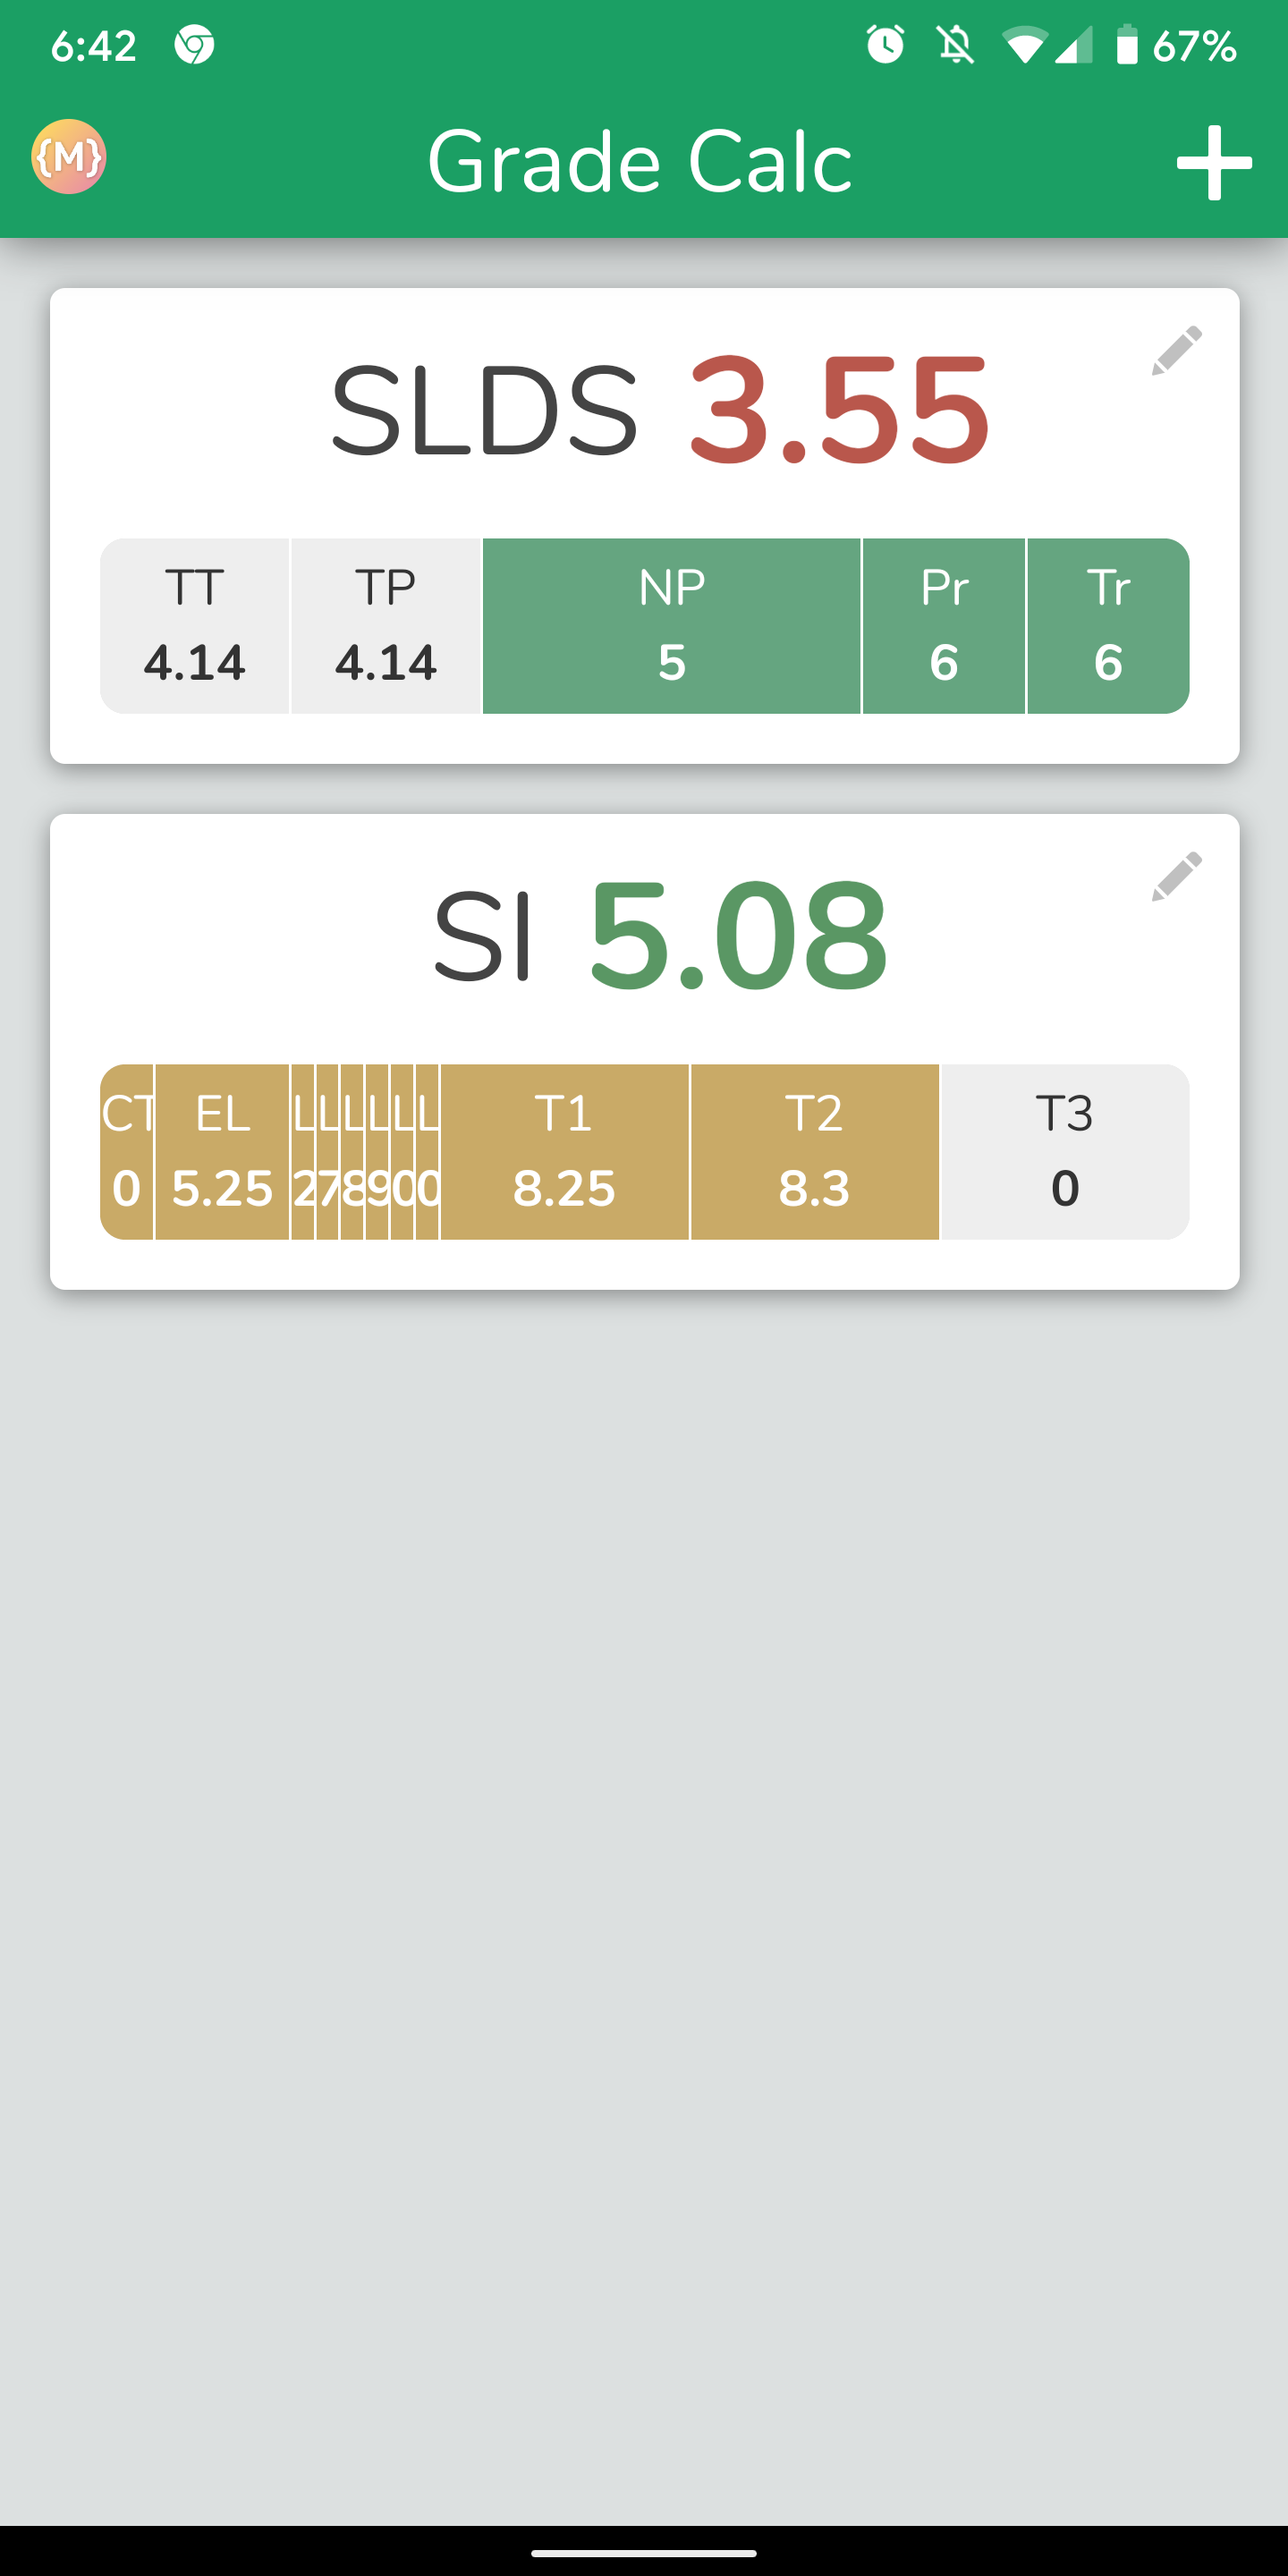 6:42 67%
{M} Grade Calc
SLDS 3.55
TT TP NP Pr Tr
4.14 4.14 5 6 6
SI 5.08
CT EL L L L L L L T1 T2 T3
0 5.25 2 7 8 9 0 0 8.25 8.3 0